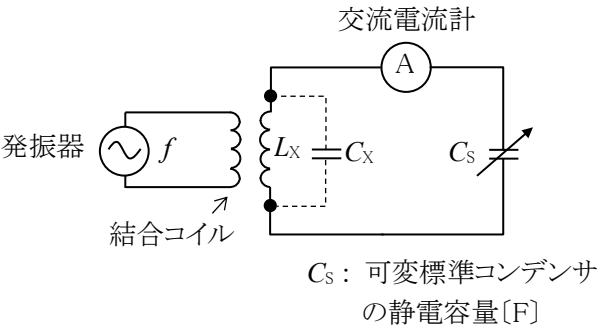 交流電流計
A
発振器
f
LX
CX
CS
結合コイル
CS : 可変標準コンデンサ
の静電容量〔F〕